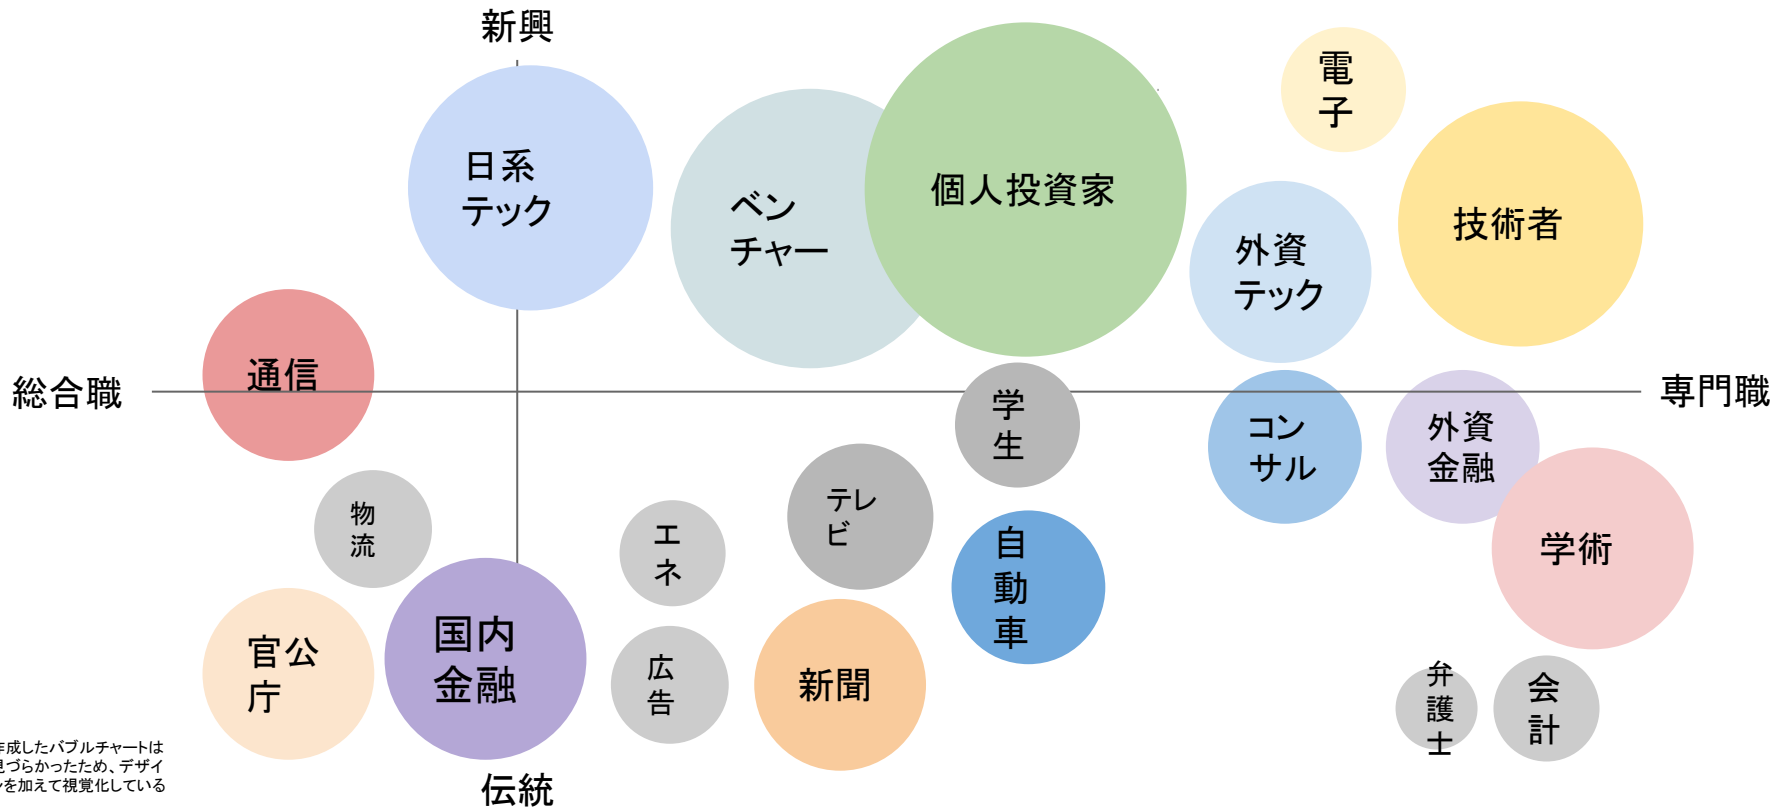 新興
電
子
日系
テック
個人投資家
ベン
チャー
技術者
外資
テック
通信
総合職
専門職
学
生
コン
サル
外資
金融
物
流
テレ
ビ
エ
ネ
自
動
車
学術
国内
金融
官公
庁
広
告
新聞
弁
護
士
会
計
成したバブルチャートは
づらかったため、デザイ
を加えて視覚化している
伝統